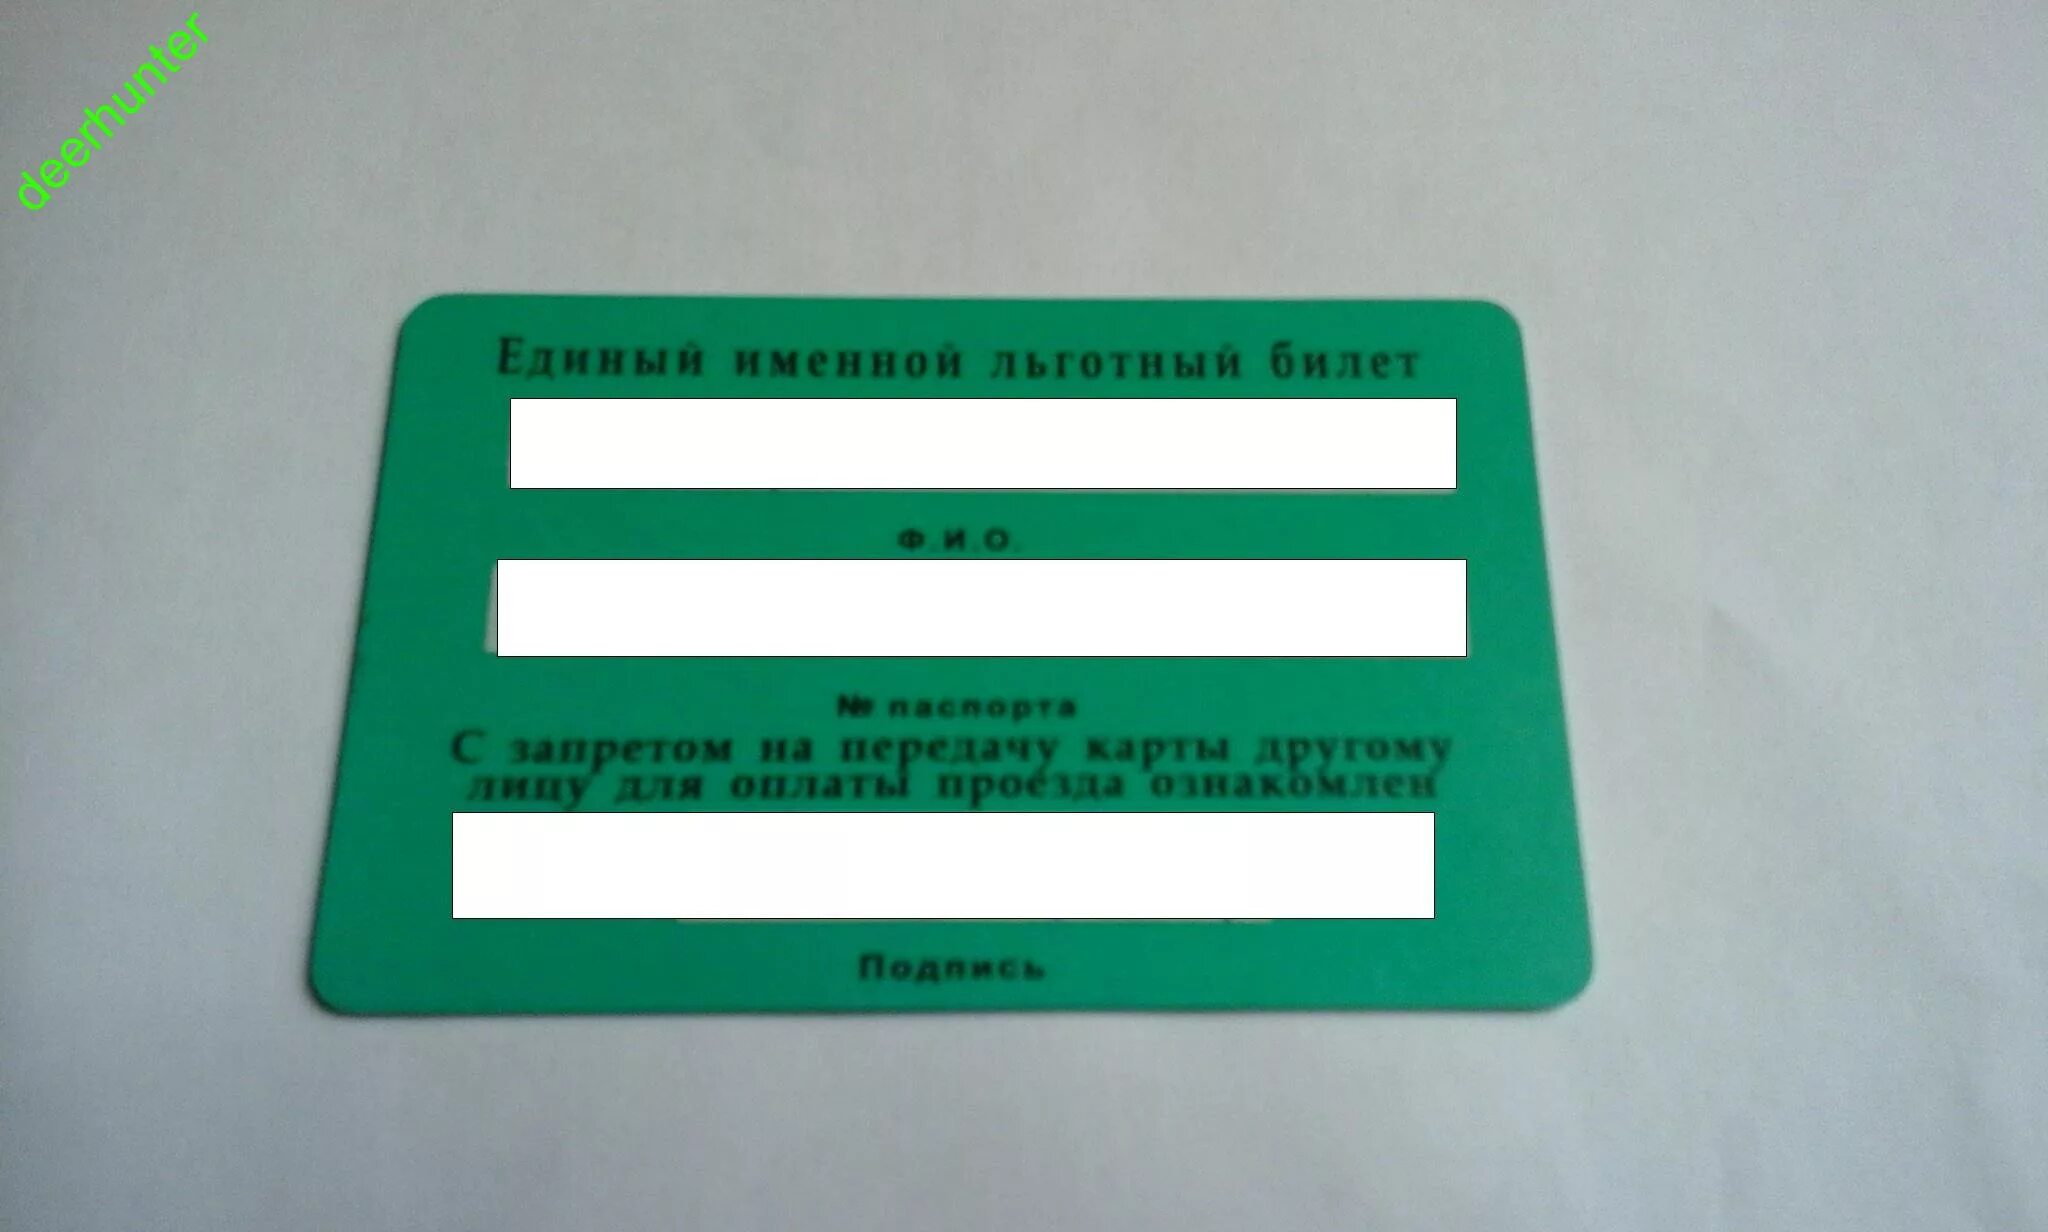 deerhunter
Единый именной льготный билет
Ф.И.О.
№ паспорта
С запретом на передачу карты другому
лицу для оплаты проезда ознакомлен
Подпись